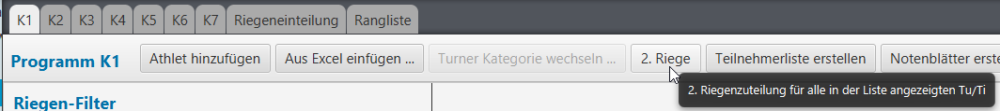 K1 K2 K3 K4 K5 K6 K7 Riegeneinteilung Rangliste
Programm K1 Athlet hinzufügen Aus Excel einfügen ... Turner Kategorie wechseln ... 2. Riege Teilnehmerliste erstellen Notenblätter erste
2. Riegenzuteilung für alle in der Liste angezeigten Tu/Ti
Riegen-Filter